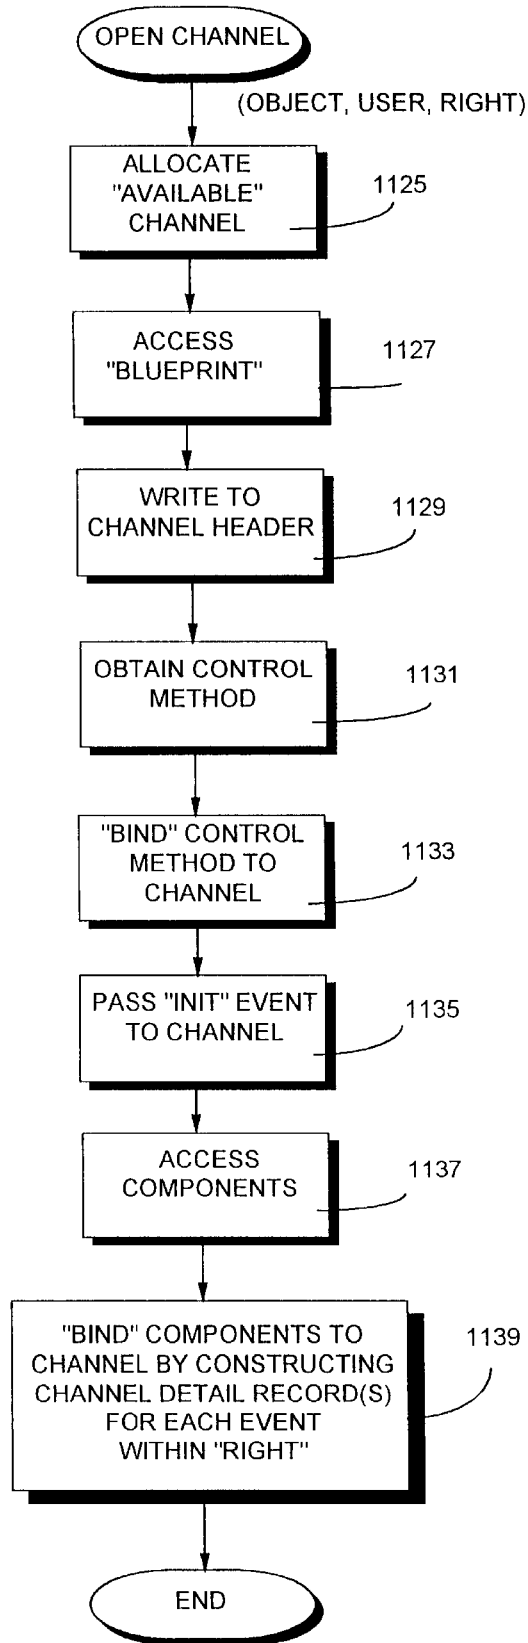 OPEN CHANNEL
(OBJECT, USER, RIGHT)
ALLOCATE
"AVAILABLE"
CHANNEL
1125
ACCESS
"BLUEPRINT"
1127
WRITE TO
CHANNEL HEADER
1129
OBTAIN CONTROL
METHOD
1131
"BIND" CONTROL
METHOD TO
CHANNEL
1133
PASS "INIT" EVENT
TO CHANNEL
1135
ACCESS
COMPONENTS
1137
"BIND" COMPONENTS TO
CHANNEL BY CONSTRUCTING
CHANNEL DETAIL RECORD(S)
FOR EACH EVENT
WITHIN "RIGHT"
1139
END